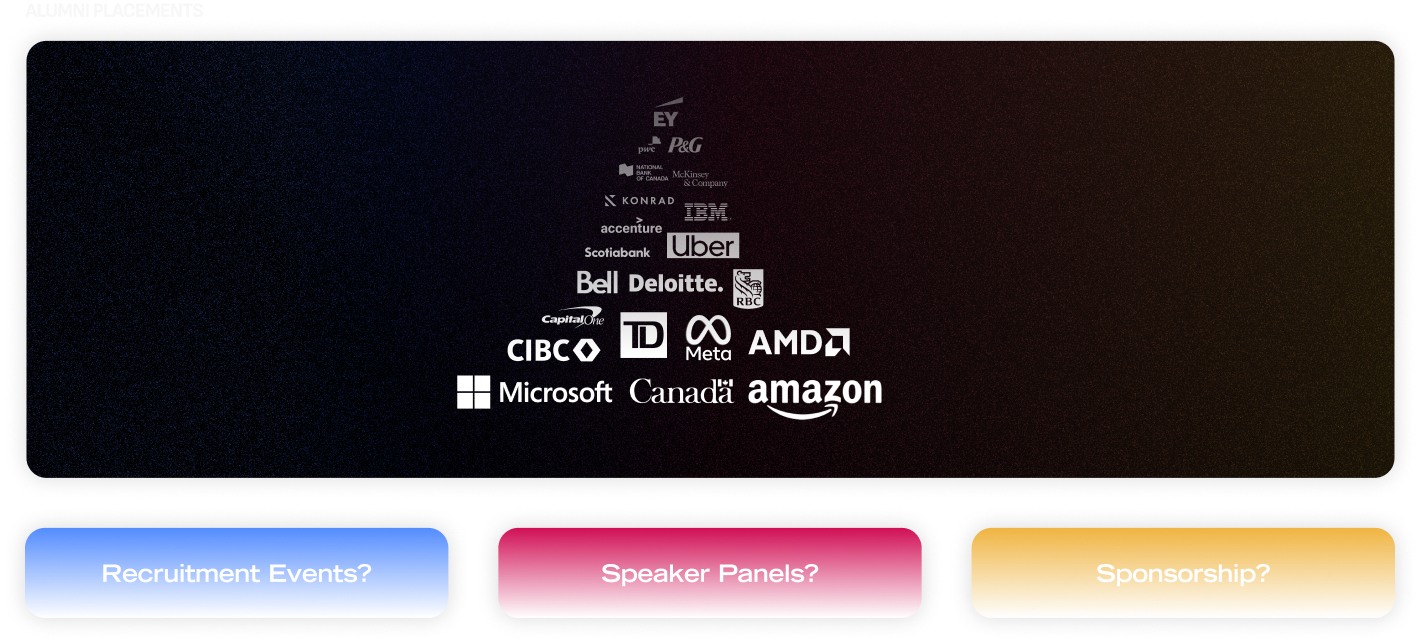 ALUMNI PLACEMENTS
EY
pwc P&G
NATIONAL
BANK
OF CANADA
McKinsey
& Company
KONRAD
IBM
accenture
Scotiabank
Uber
Bell Deloitte.
RBC
Capital One
TD
Meta
CIBC
AMD
Microsoft Canada amazon
Recruitment Events?
Speaker Panels?
Sponsorship?